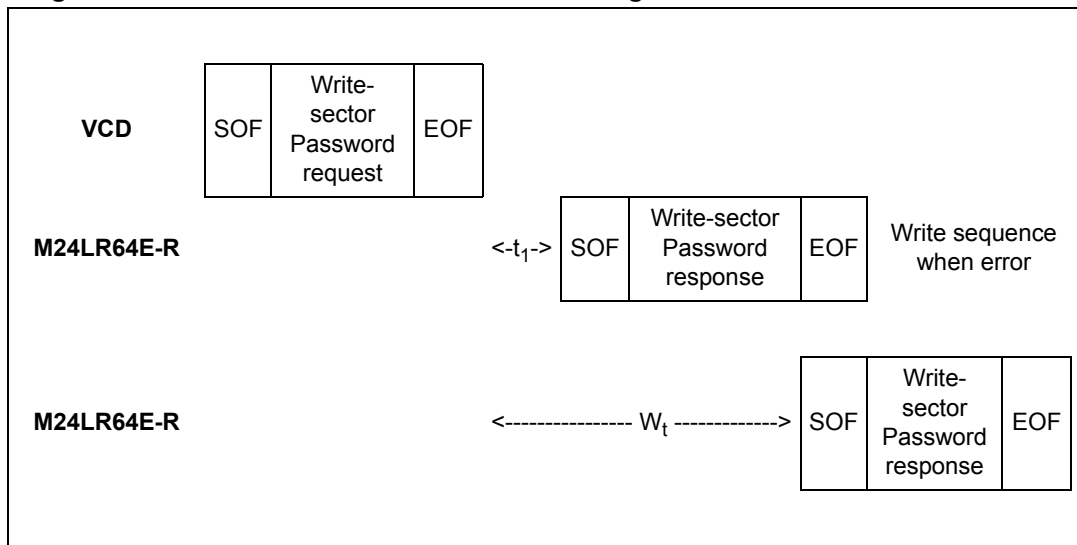 Write-
sector
Password
request
VCD
SOF
EOF
M24LR64E-R
<-t1->
SOF
Write-sector
Password
response
EOF
Write sequence
when error
M24LR64E-R
<---------------- Wt ------------->
SOF
Write-
sector
Password
response
EOF